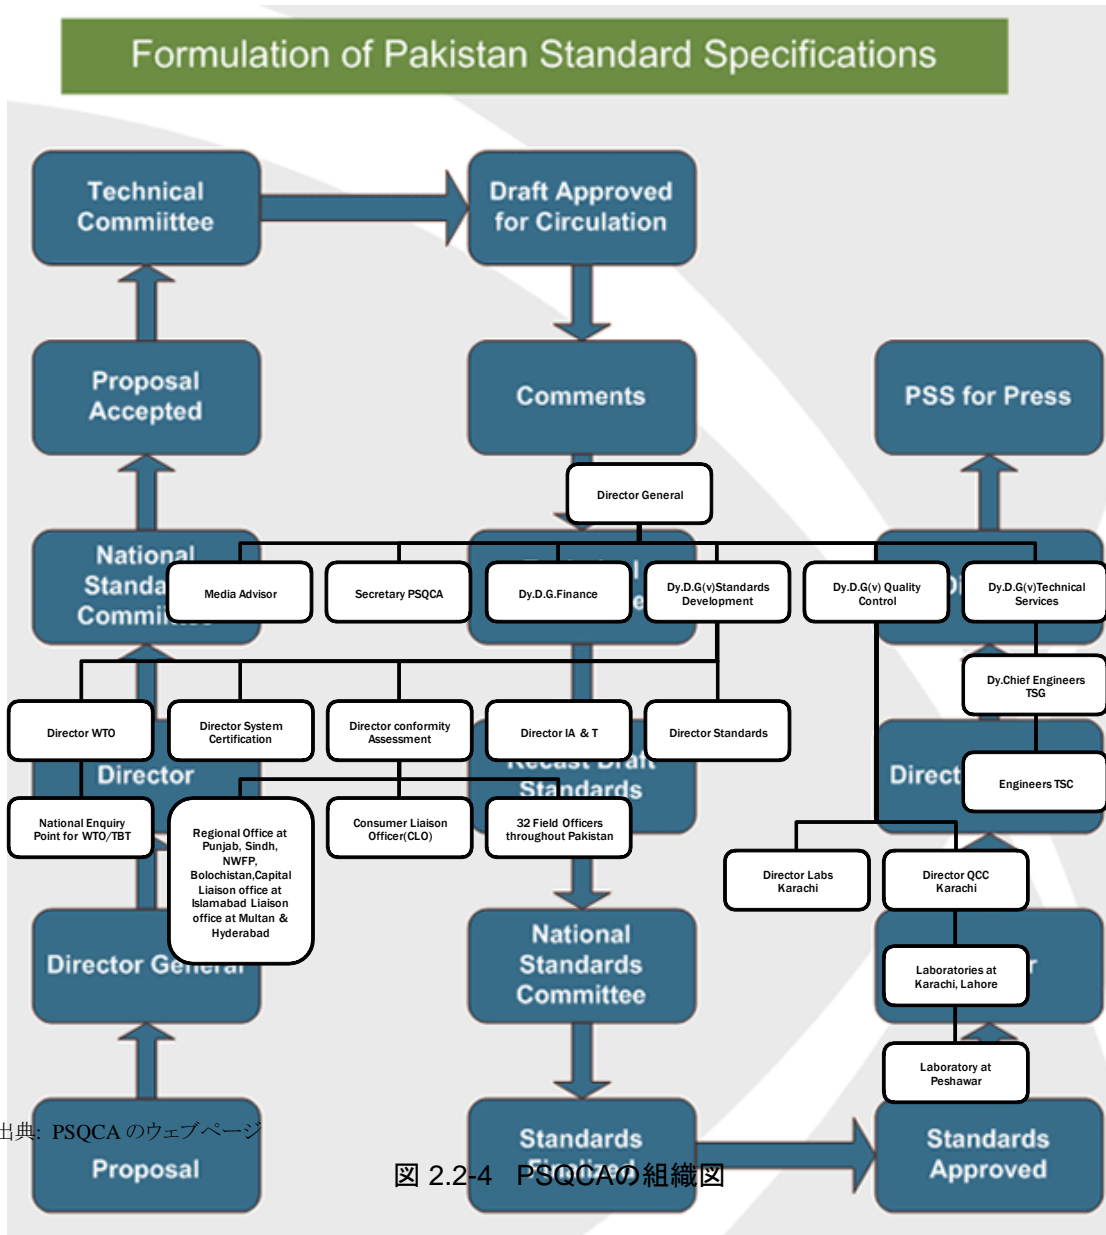 Formulation of Pakistan Standard Specifications
Technical
Commiittee
Draft Approved
for Circulation
Proposal
Accepted
Comments
PSS for Press
Director General
National
Media Advisor
Secretary PSQCA
Dy.D.G.Finance
Dy.D.G(v)Standards
Development
Dy.D.G(v) Quality
Control
Dy.D.G(v)Technical
Services
Dy.Chief Engineers
TSG
Director WTO
Director System
Certification
Director conformity
Assessment
Director IA & T
Director Standards
Director
Recast Draft
Standards
Engineers TSC
National Enquiry
Point for WTO/TBT
Regional Office at
Punjab, Sindh,
NWFP,
Bolochistan,Capital
Liaison office at
Islamabad Liaison
office at Multan &
Hyderabad
Consumer Liaison
Officer(CLO)
32 Field Officers
throughout Pakistan
Director Labs
Karachi
Director QCC
Karachi
Director General
National
Standards
Committee
Laboratories at
Karachi, Lahore
Laboratory at
Peshawar
出典: PSQCA のウェブページ
Proposal
Standards
Finalized
Standards
Approved
図 2.2-4 PSQCAの組織図